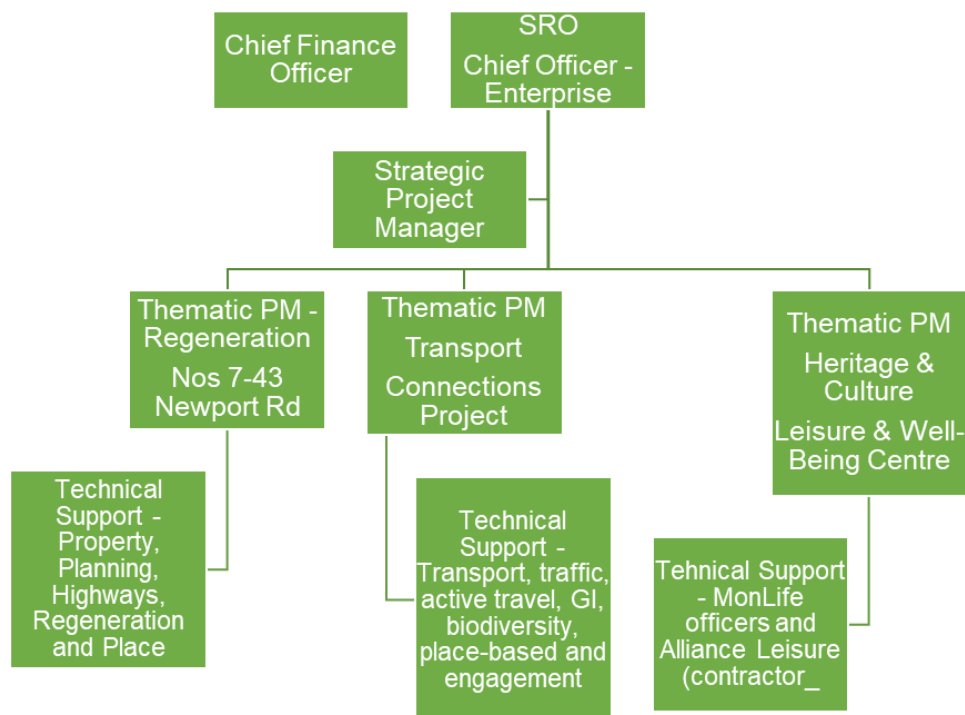 Chief Finance
Officer
SRO
Chief Officer -
Enterprise
Strategic
Project
Manager
Thematic PM -
Regeneration
Nos 7-43
Newport Rd
Thematic PM
Transport
Connections
Project
Thematic PM
Heritage &
Culture
Leisure & Well-
Being Centre
Technical
Support -
Property,
Planning,
Highways,
Regeneration
and Place
Technical
Support -
Transport, traffic,
active travel, GI,
biodiversity,
place-based and
engagement
Tehnical Support
- MonLife
officers and
Alliance Leisure
(contractor_